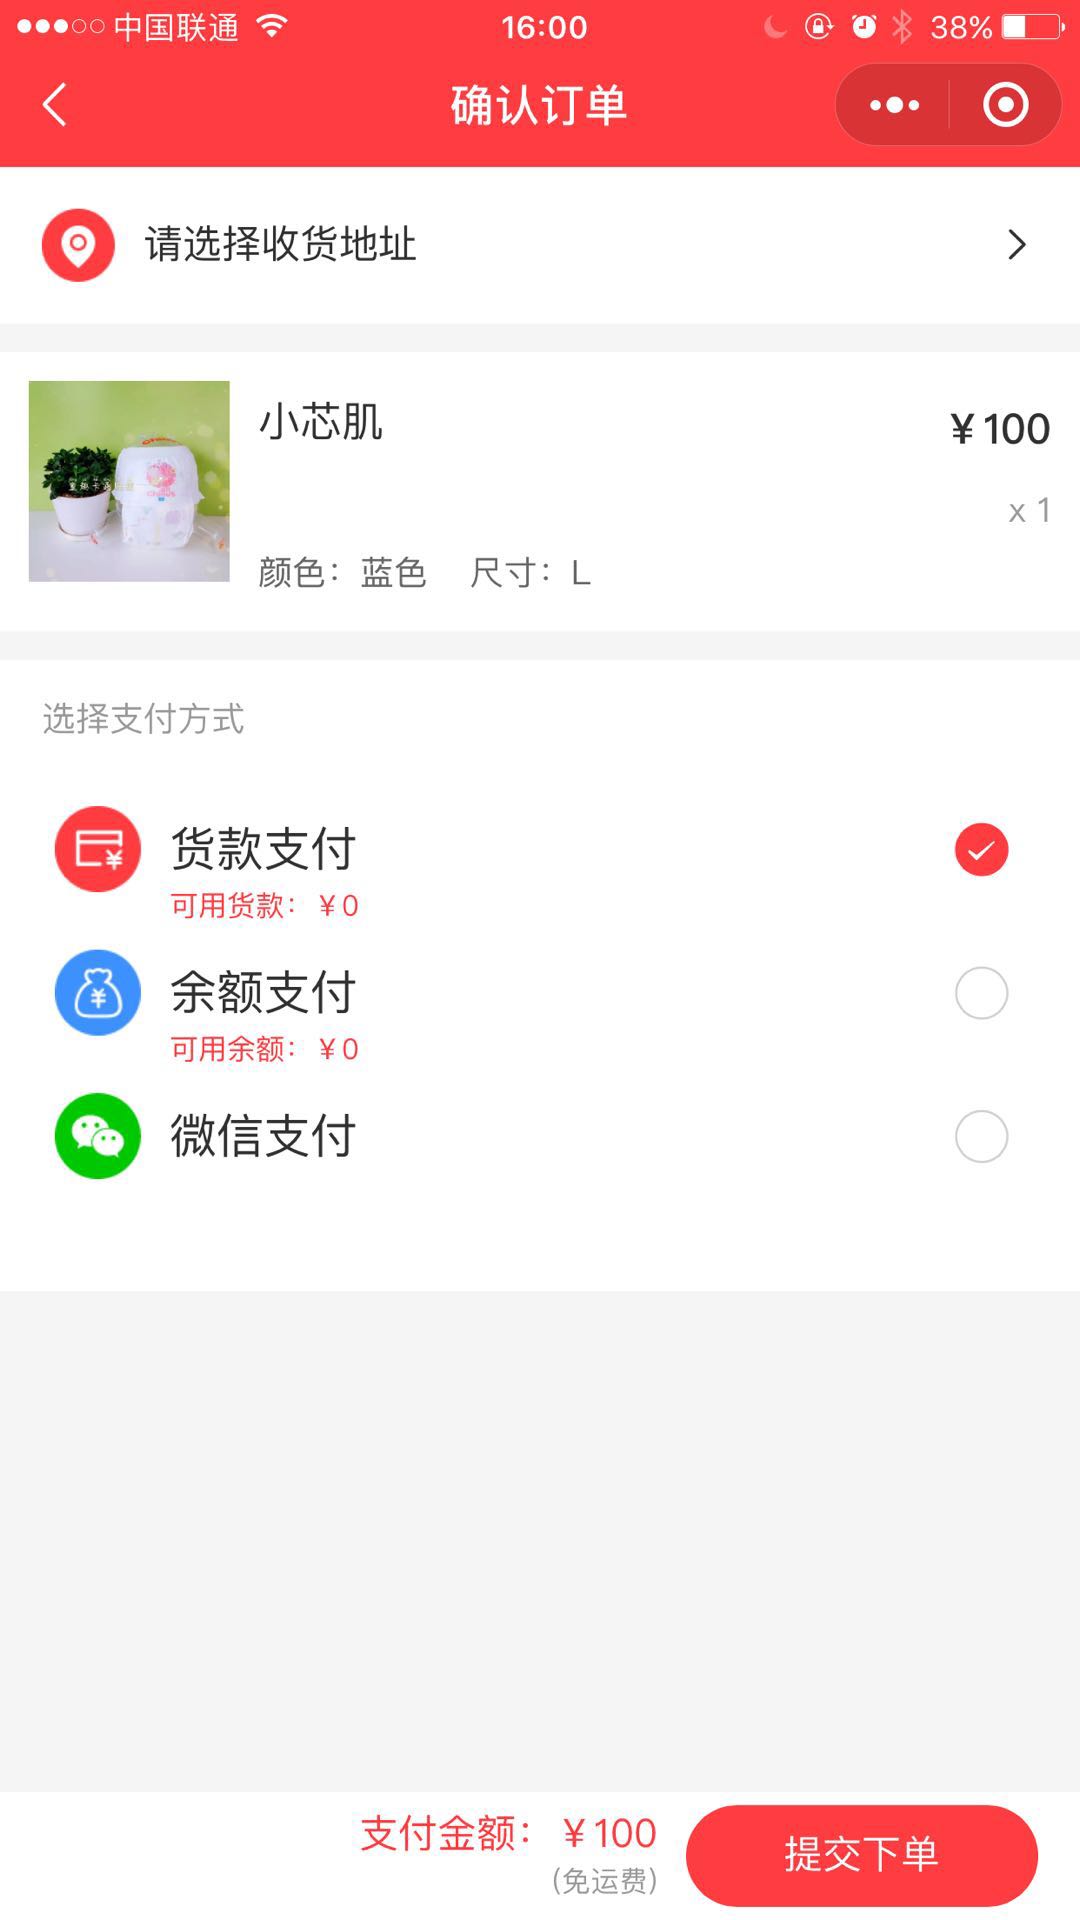 中国联通
16:00
38%
确认订单
请选择收货地址
小芯肌
¥100
x 1
颜色：蓝色 尺寸：L
选择支付方式
货款支付
可用货款：¥0
余额支付
可用余额：¥0
微信支付
支付金额：¥100
(免运费)
提交下单